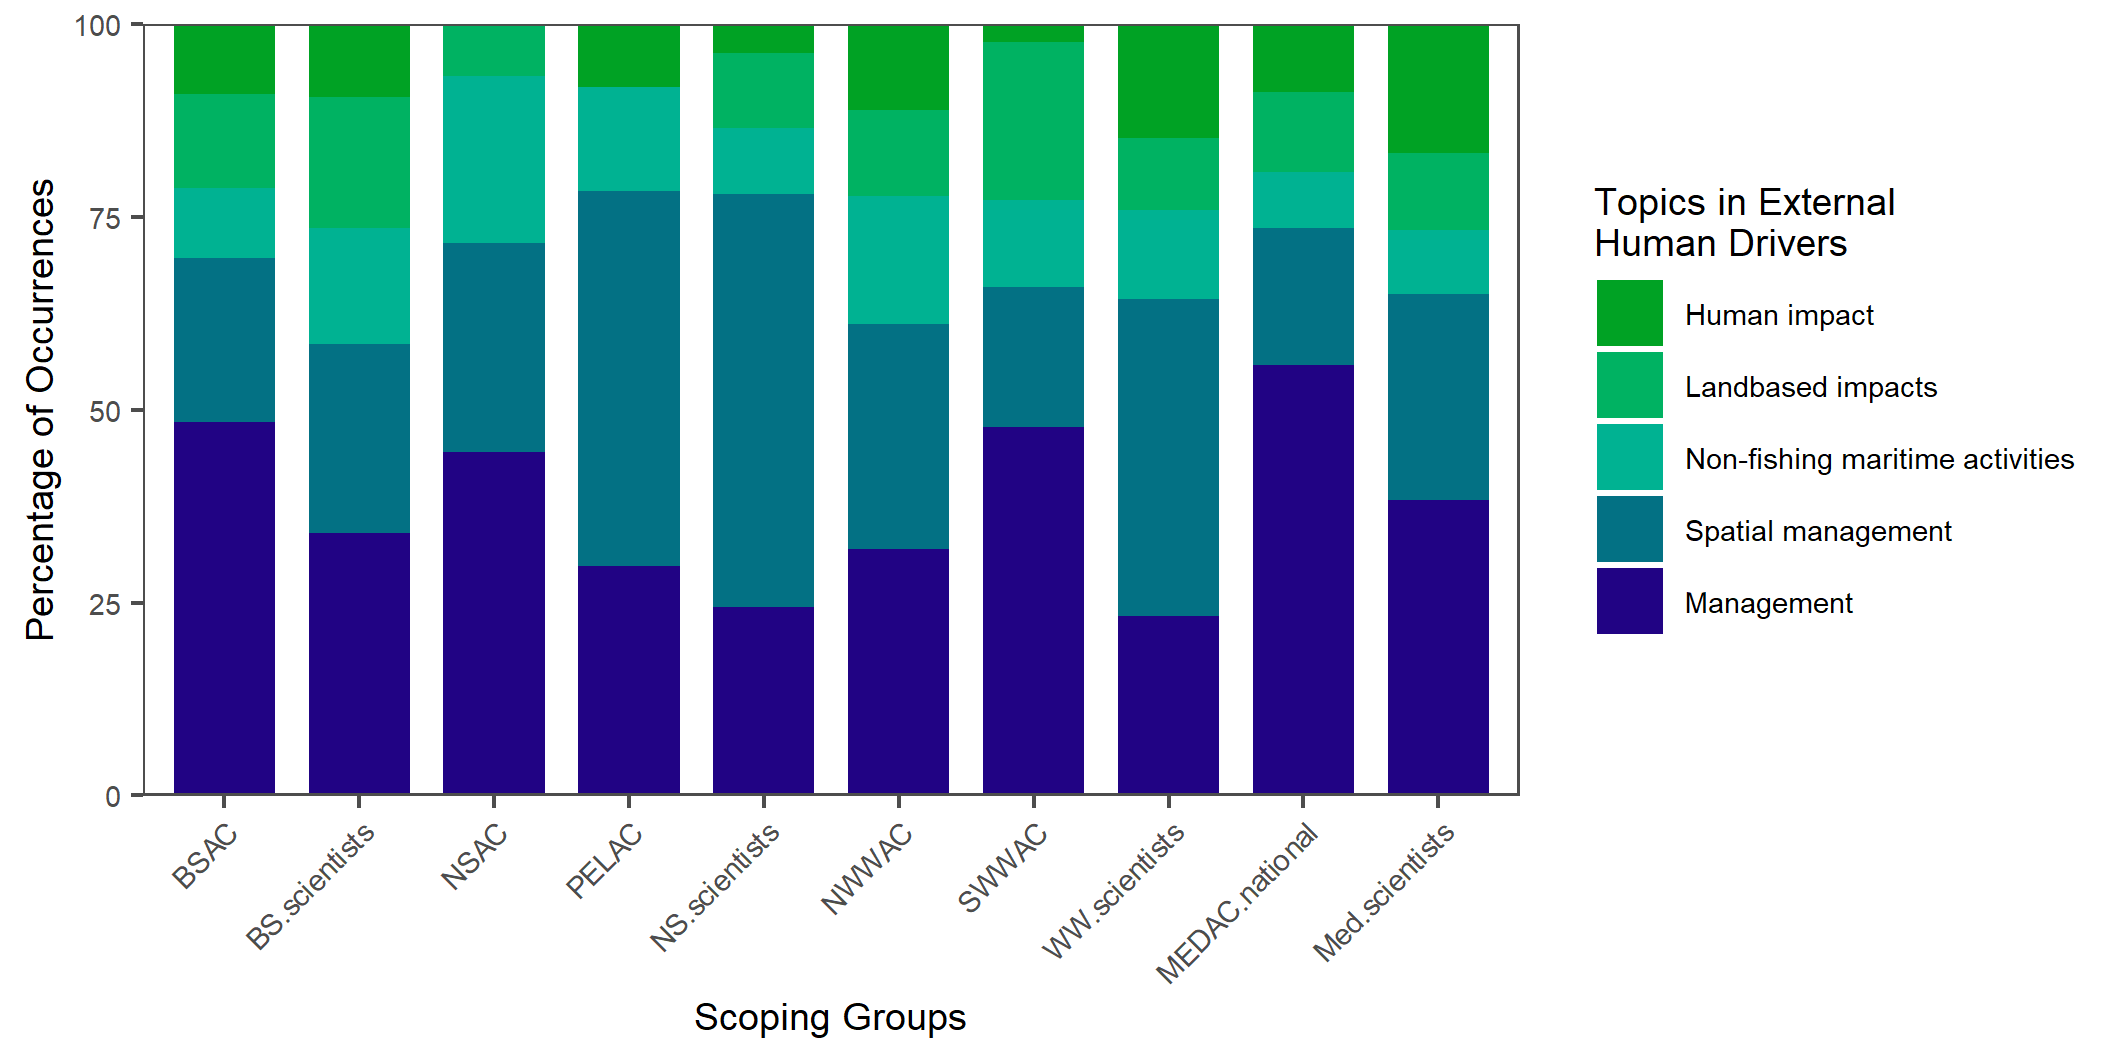 100
75
50
25
0
Percentage of Occurrences
BSAC
BS.scientists
NSAC
PELAC
NS.scientists
NWWAC
SWWAC
WW.scientists
MEDAC.national
Med.scientists
Scoping Groups
Topics in External
Human Drivers
Human impact
Landbased impacts
Non-fishing maritime activities
Spatial management
Management